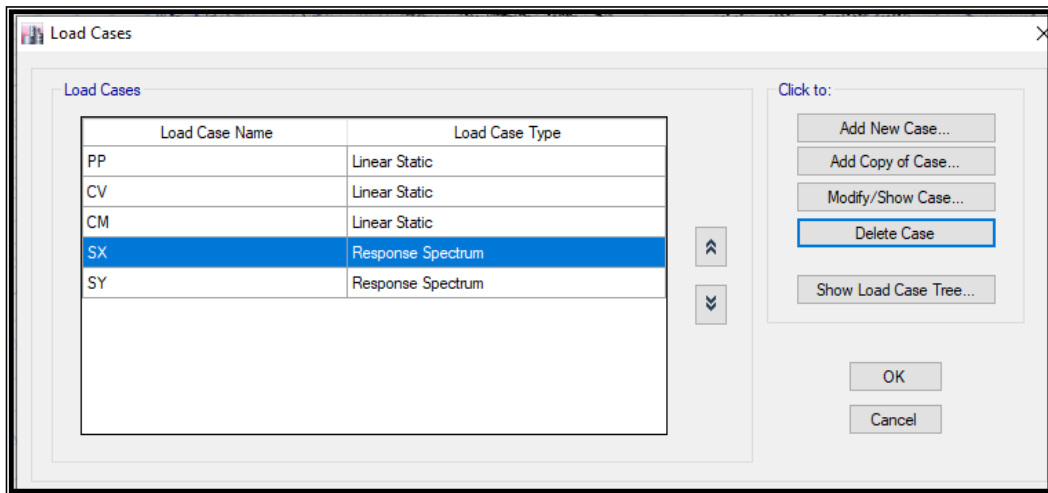 Load Cases
Load Cases
Click to:
Load Case Name Load Case Type
PP Linear Static
CV Linear Static
CM Linear Static
SX Response Spectrum
SY Response Spectrum
Add New Case...
Add Copy of Case...
Modify/Show Case...
Delete Case
Show Load Case Tree...
OK
Cancel